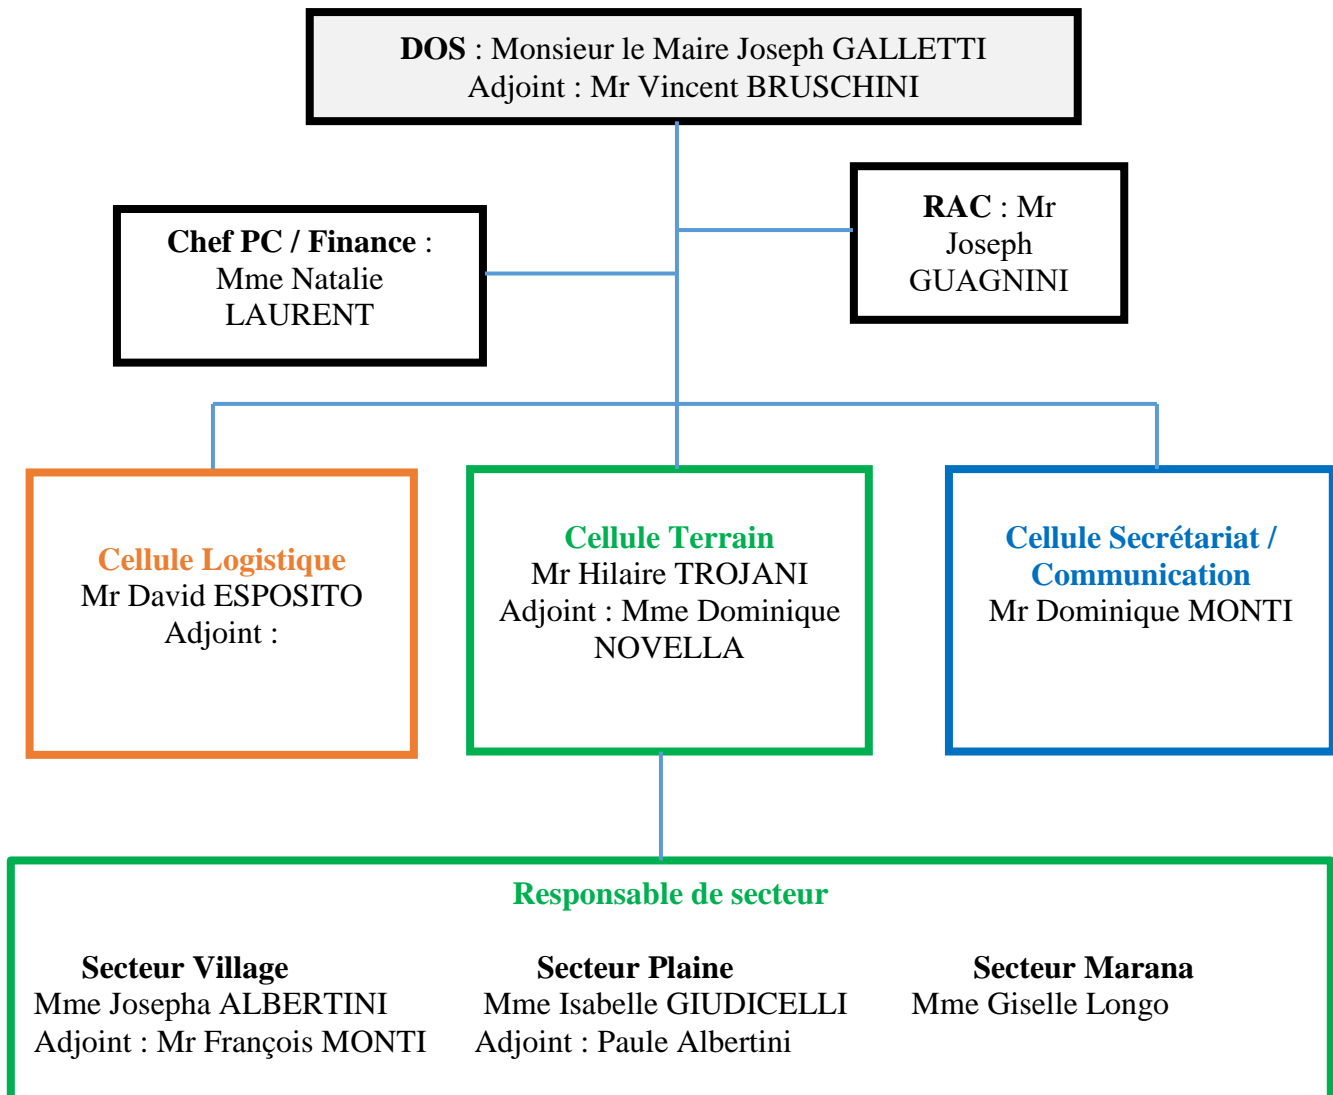 DOS : Monsieur le Maire Joseph GALLETTI
Adjoint : Mr Vincent BRUSCHINI
Chef PC / Finance :
Mme Natalie
LAURENT
RAC : Mr
Joseph
GUAGNINI
Cellule Logistique
Mr David ESPOSITO
Adjoint :
Cellule Terrain
Mr Hilaire TROJANI
Adjoint : Mme Dominique
NOVELLA
Cellule Secrétariat /
Communication
Mr Dominique MONTI
Responsable de secteur
Secteur Village
Mme Josepha ALBERTINI
Adjoint : Mr François MONTI
Secteur Plaine
Mme Isabelle GIUDICELLI
Adjoint : Paule Albertini
Secteur Marana
Mme Giselle Longo